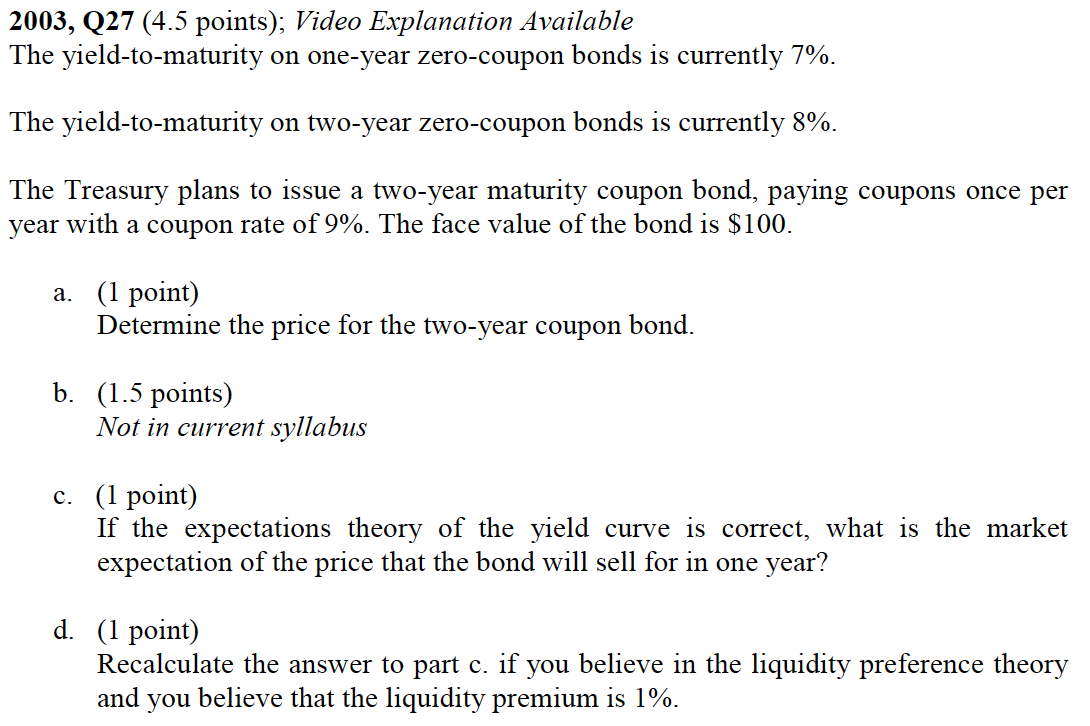 2003, Q27 (4.5 points); Video Explanation Available
The yield-to-maturity on one-year zero-coupon bonds is currently 7%.
The yield-to-maturity on two-year zero-coupon bonds is currently 8%.
The Treasury plans to issue a two-year maturity coupon bond, paying coupons once per
year with a coupon rate of 9%. The face value of the bond is $100.
a. (1 point)
Determine the price for the two-year coupon bond.
b. (1.5 points)
Not in current syllabus
c. (1 point)
If the expectations theory of the yield curve is correct, what is the market
expectation of the price that the bond will sell for in one year?
d. (1 point)
Recalculate the answer to part c. if you believe in the liquidity preference theory
and you believe that the liquidity premium is 1%.